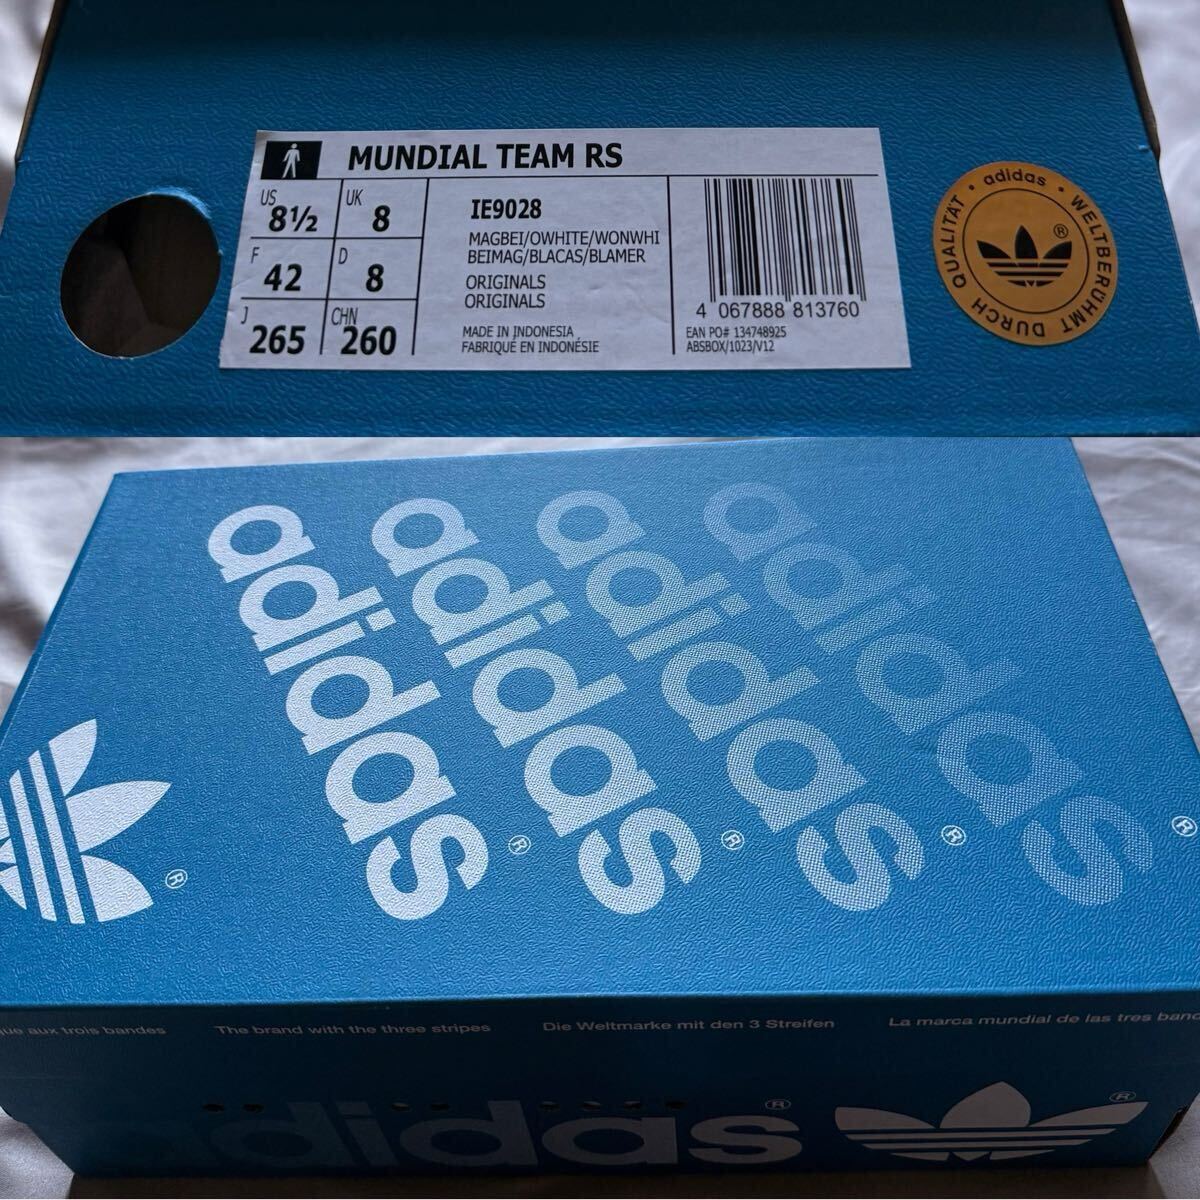 MUNDIAL TEAM RS
US 8½ UK 8
F 42 D 8
J 265 CHN 260
IE9028
MAGBEI/OWHITE/WONWHI
BEIMAG/BLACAS/BLAMER
ORIGINALS
ORIGINALS
MADE IN INDONESIA
FABRIQUÉ EN INDONÉSIE
4 067888 813760
EAN PO# 134748925
ABSBOX/1023/V12
• adidas • WELTBERÜHMT DURCH QUALITÄT
®
adidas®
adidas®
adidas®
adidas®
®
que aux trois bandes The brand with the three stripes Die Weltmarke mit den 3 Streifen La marca mundial de las tres band
adidas® ®